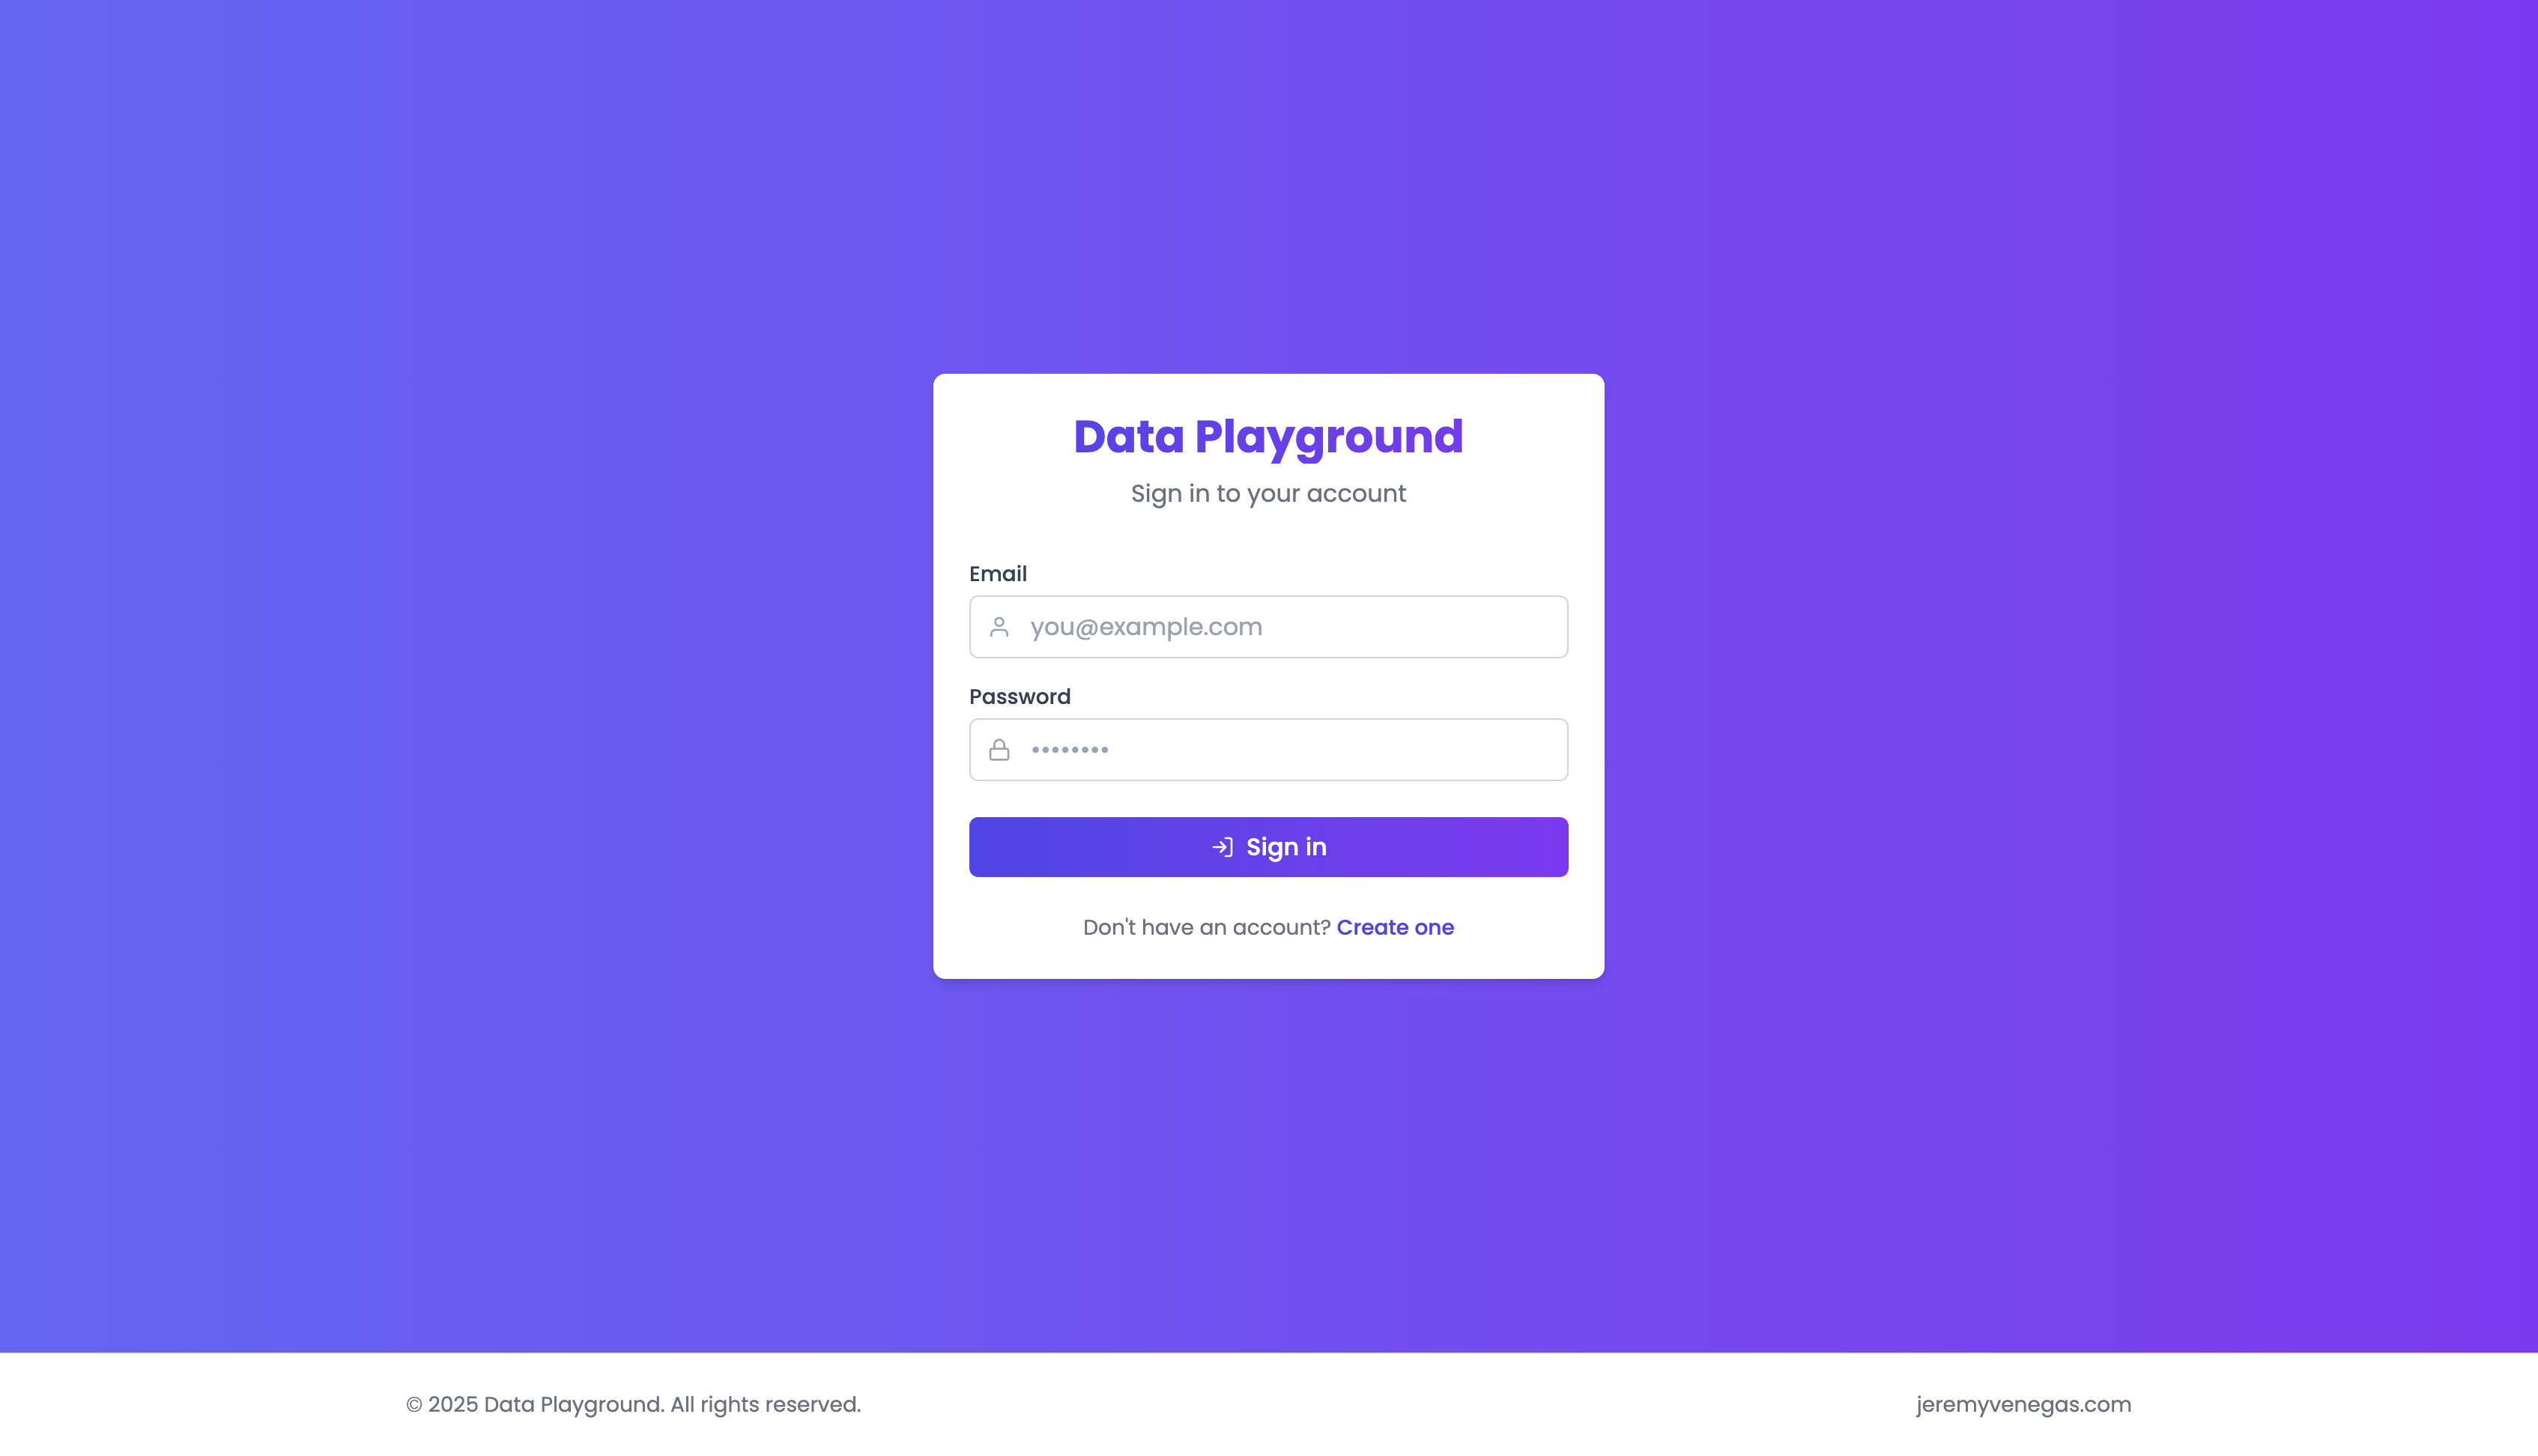 Data Playground
Sign in to your account
Email
you@example.com
Password
••••••••
Sign in
Don't have an account? Create one
© 2025 Data Playground. All rights reserved.
jeremyvenegas.com